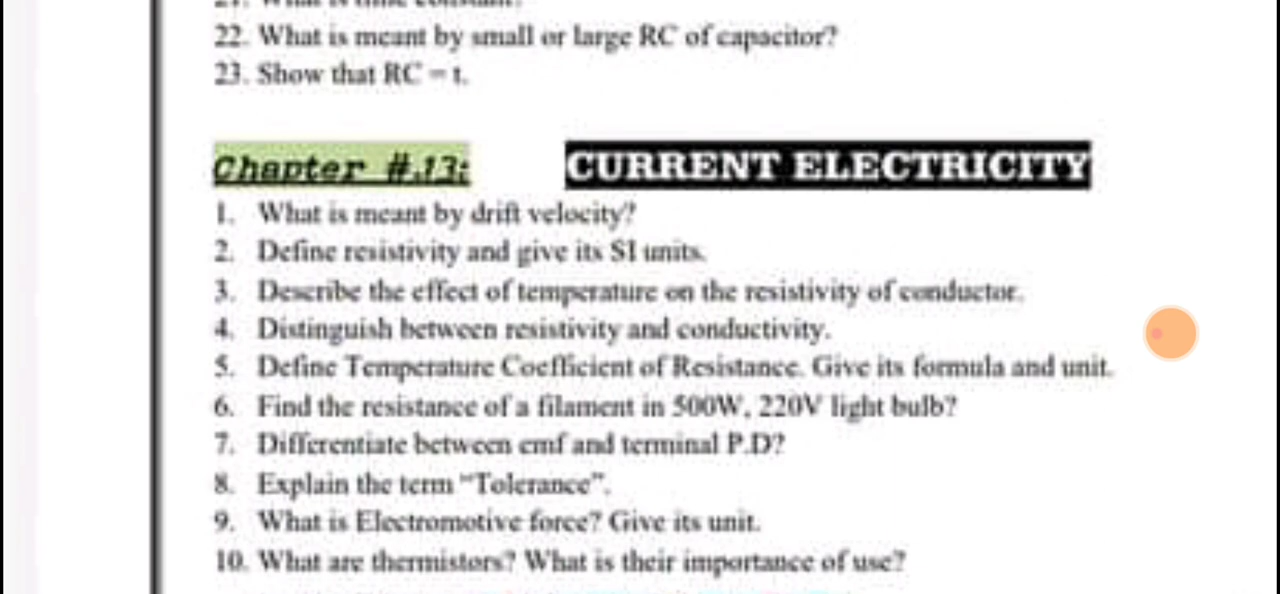 22. What is meant by small or large RC of capacitor?
23. Show that RC = t.
Chapter #.13: CURRENT ELECTRICITY
1. What is meant by drift velocity?
2. Define resistivity and give its SI units.
3. Describe the effect of temperature on the resistivity of conductor.
4. Distinguish between resistivity and conductivity.
5. Define Temperature Coefficient of Resistance. Give its formula and unit.
6. Find the resistance of a filament in 500W, 220V light bulb?
7. Differentiate between emf and terminal P.D?
8. Explain the term "Tolerance".
9. What is Electromotive force? Give its unit.
10. What are thermistors? What is their importance of use?